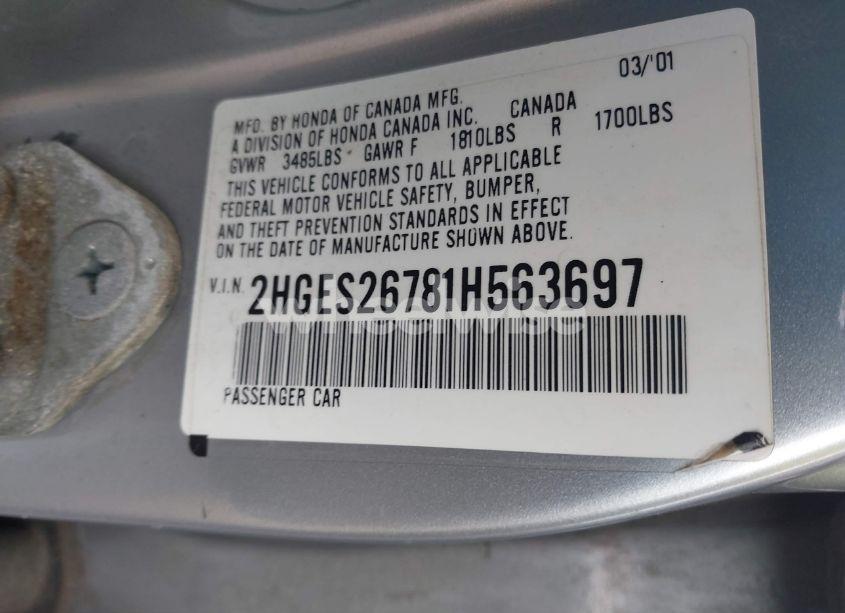 03/'01
MFD. BY HONDA OF CANADA MFG.
A DIVISION OF HONDA CANADA INC. CANADA
GVWR 3485LBS GAWR F 1810LBS R 1700LBS
THIS VEHICLE CONFORMS TO ALL APPLICABLE
FEDERAL MOTOR VEHICLE SAFETY, BUMPER,
AND THEFT PREVENTION STANDARDS IN EFFECT
ON THE DATE OF MANUFACTURE SHOWN ABOVE.
V.I.N. 2HGES26781H563697
wheelwise
PASSENGER CAR